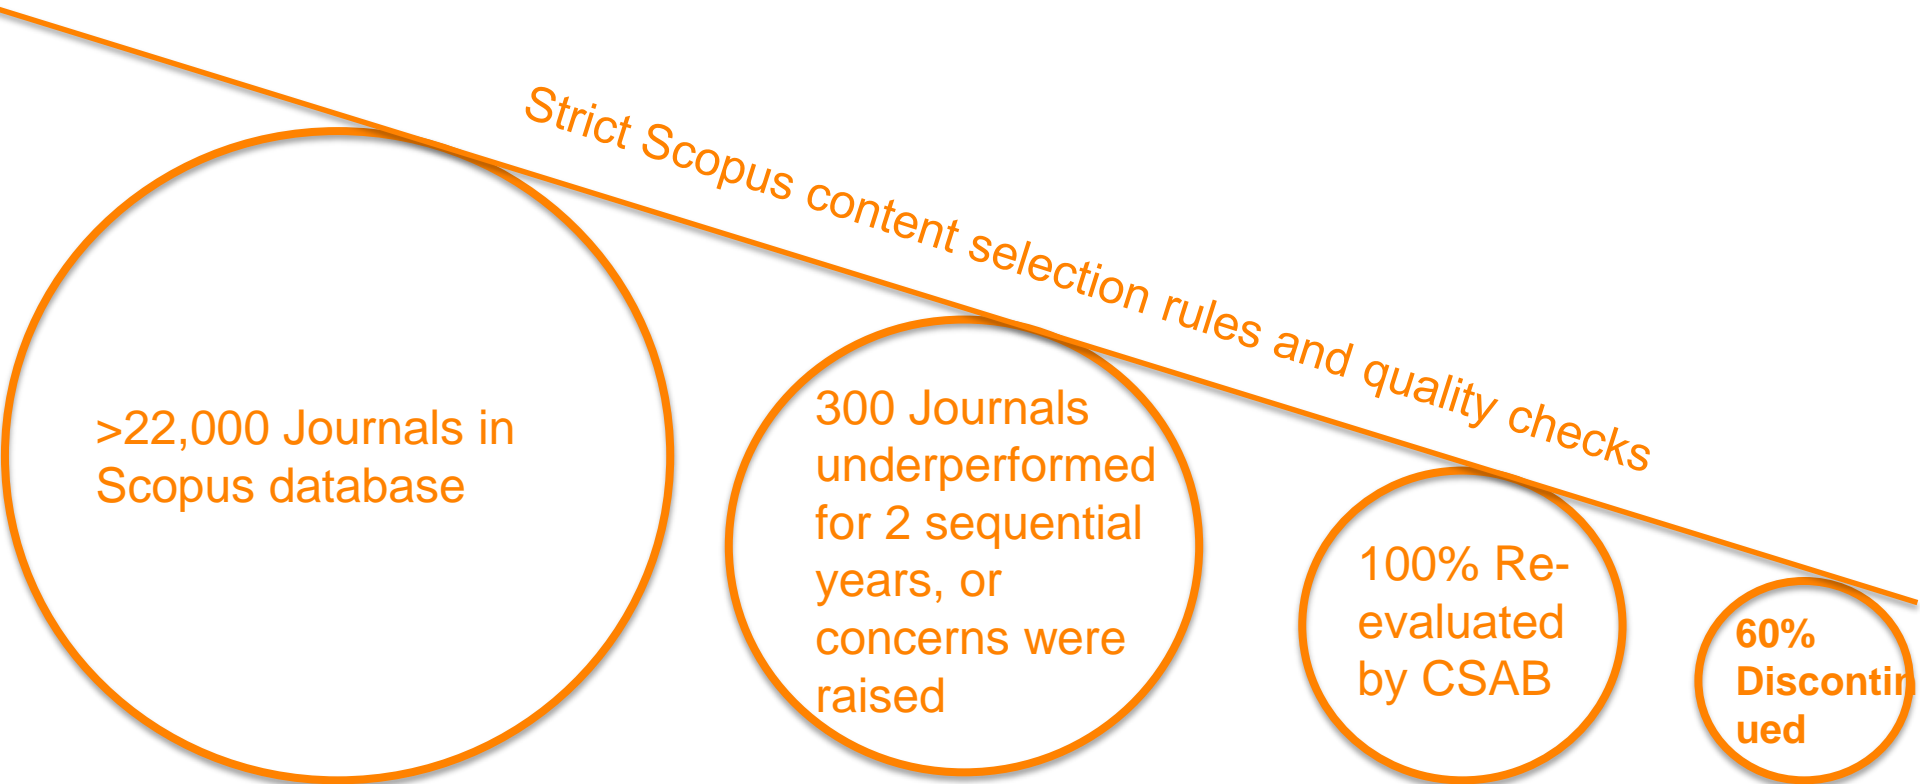 Strict Scopus content selection rules and quality checks
>22,000 Journals in
Scopus database
300 Journals
underperformed
for 2 sequential
years, or
concerns were
raised
100% Re-
evaluated
by CSAB
60%
Discontin
ued